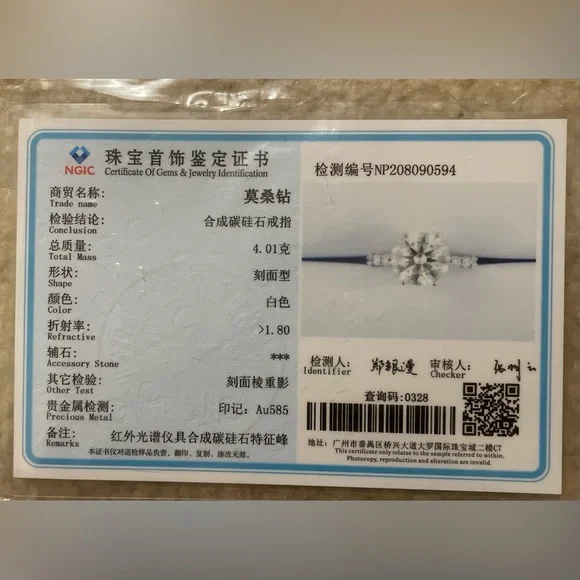 NGIC
珠宝首饰鉴定证书
Certificate Of Gems & Jewelry Identification
商贸名称: 莫桑钻
Trade name
检验结论: 合成碳硅石戒指
Conclusion
总质量: 4.01克
Total Mass
形状: 刻面型
Shape
颜色: 白色
Color
折射率: >1.80
Refractive
辅石: ***
Accessory Stone
其它检验: 刻面棱重影
Other Test
贵金属检测: 印记: Au585
Precious Metal
备注: 红外光谱仪具合成碳硅石特征峰
Remarks
本证书仅对送检样品负责, 翻印、复制、涂改无效。
检测编号NP208090594
检测人: 审核人:
Identifier Checker
查询码: 0328
地址: 广州市番禺区桥兴大道大罗国际珠宝城二楼C7
This certificate only relates to the sample referred to within.
Photocopy, reproduction and alteration are invalid.